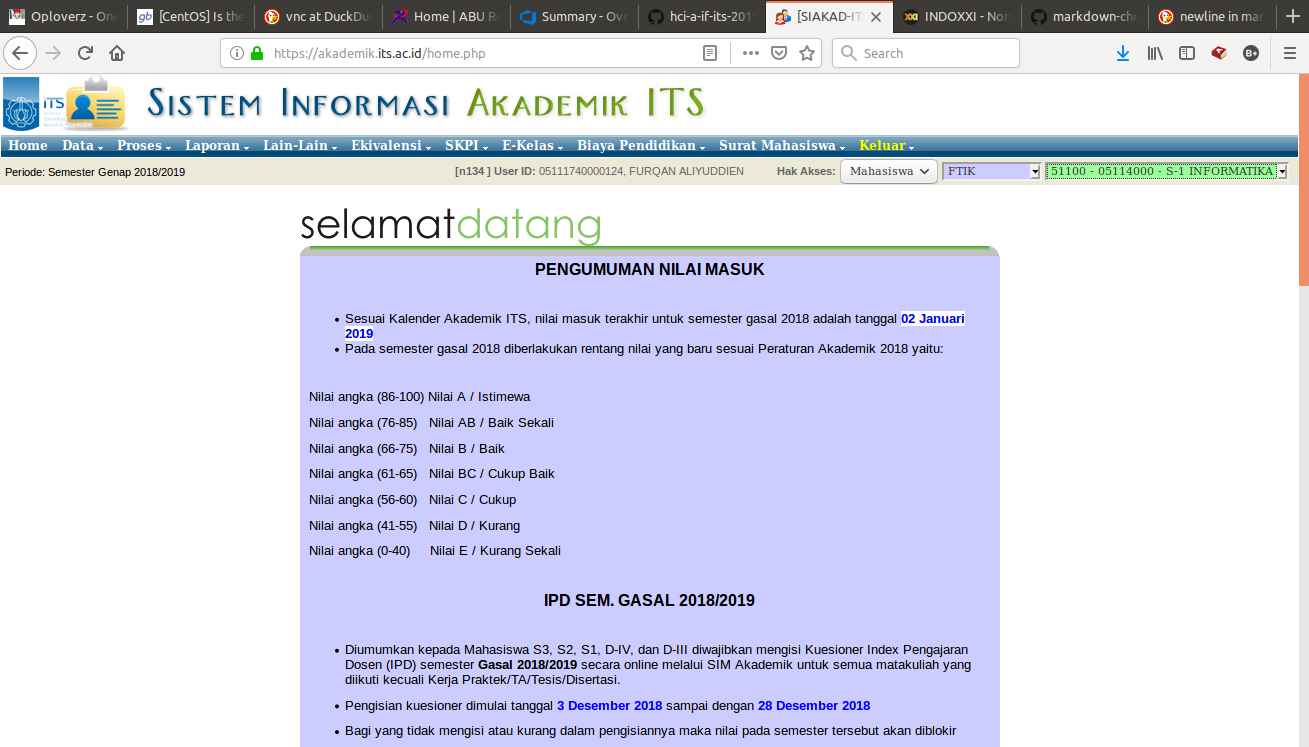 Oploverz - On
[CentOS] Is the
vnc at DuckDu
Home | ABU R
Summary - Ov
hci-a-if-its-201
[SIAKAD-IT
INDOXXI - Non
markdown-che
newline in mar
https://akademik.its.ac.id/home.php
Search
ITS
SISTEM INFORMASI AKADEMIK ITS
Home Data Proses Laporan Lain-Lain Ekivalensi SKPI E-Kelas Biaya Pendidikan Surat Mahasiswa Keluar
Periode: Semester Genap 2018/2019 [n134 ] User ID: 05111740000124, FURQAN ALIYUDDIEN Hak Akses: Mahasiswa FTIK 51100 - 05114000 - S-1 INFORMATIKA
selamatdatang
PENGUMUMAN NILAI MASUK
• Sesuai Kalender Akademik ITS, nilai masuk terakhir untuk semester gasal 2018 adalah tanggal 02 Januari
2019
• Pada semester gasal 2018 diberlakukan rentang nilai yang baru sesuai Peraturan Akademik 2018 yaitu:
Nilai angka (86-100) Nilai A / Istimewa
Nilai angka (76-85) Nilai AB / Baik Sekali
Nilai angka (66-75) Nilai B / Baik
Nilai angka (61-65) Nilai BC / Cukup Baik
Nilai angka (56-60) Nilai C / Cukup
Nilai angka (41-55) Nilai D / Kurang
Nilai angka (0-40) Nilai E / Kurang Sekali
IPD SEM. GASAL 2018/2019
• Diumumkan kepada Mahasiswa S3, S2, S1, D-IV, dan D-III diwajibkan mengisi Kuesioner Index Pengajaran
Dosen (IPD) semester Gasal 2018/2019 secara online melalui SIM Akademik untuk semua matakuliah yang
diikuti kecuali Kerja Praktek/TA/Tesis/Disertasi.
• Pengisian kuesioner dimulai tanggal 3 Desember 2018 sampai dengan 28 Desember 2018
• Bagi yang tidak mengisi atau kurang dalam pengisiannya maka nilai pada semester tersebut akan diblokir